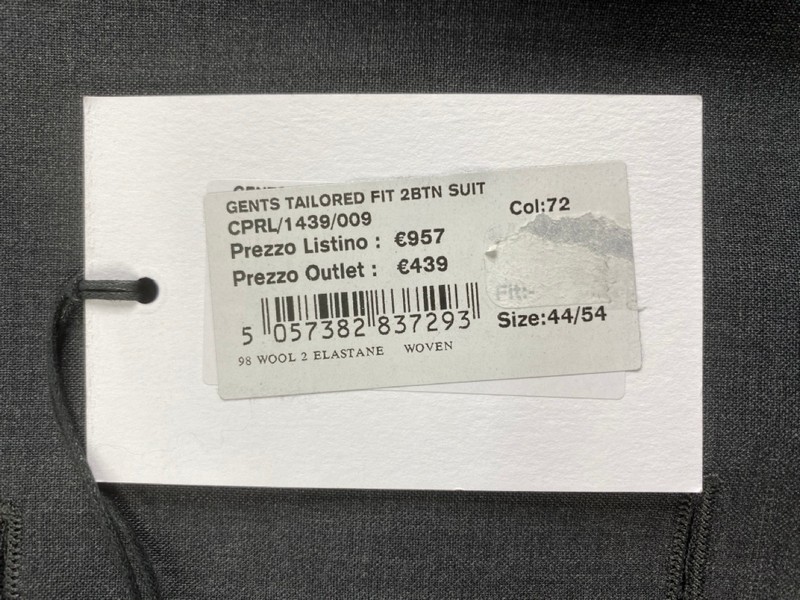 GENTS TAILORED FIT 2BTN SUIT
CPRL/1439/009
Col:72
Prezzo Listino : €957
Prezzo Outlet : €439
Fit:-
Size:44/54
5 057382 837293
98 WOOL 2 ELASTANE WOVEN